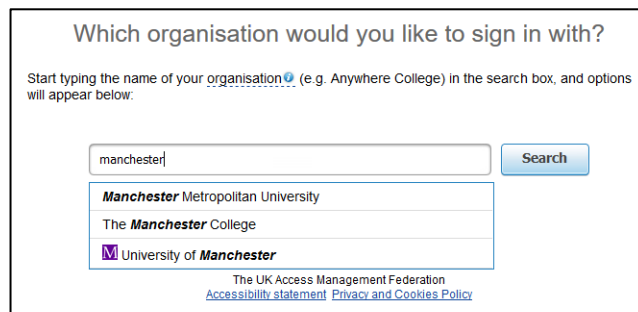 Which organisation would you like to sign in with?
Start typing the name of your organisation (e.g. Anywhere College) in the search box, and options
will appear below:
manchester Search
Manchester Metropolitan University
The Manchester College
M University of Manchester
The UK Access Management Federation
Accessibility statement Privacy and Cookies Policy